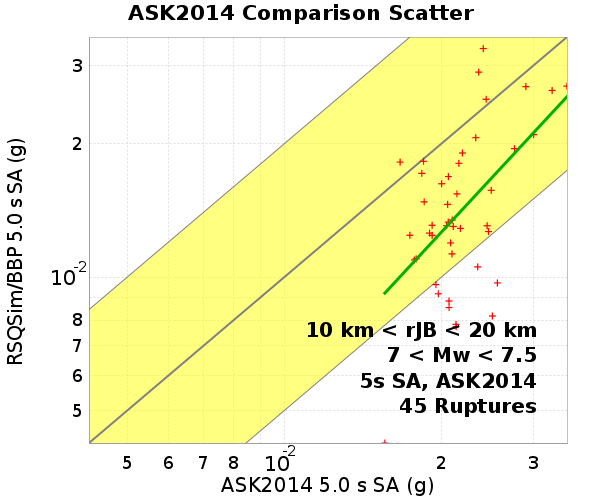 ASK2014 Comparison Scatter
RSQSim/BBP 5.0 s SA (g)
3
2
10-2
8
7
6
5
10 km < rJB < 20 km
7 < Mw < 7.5
5s SA, ASK2014
45 Ruptures
5 6 7 8 10-2 2 3
ASK2014 5.0 s SA (g)